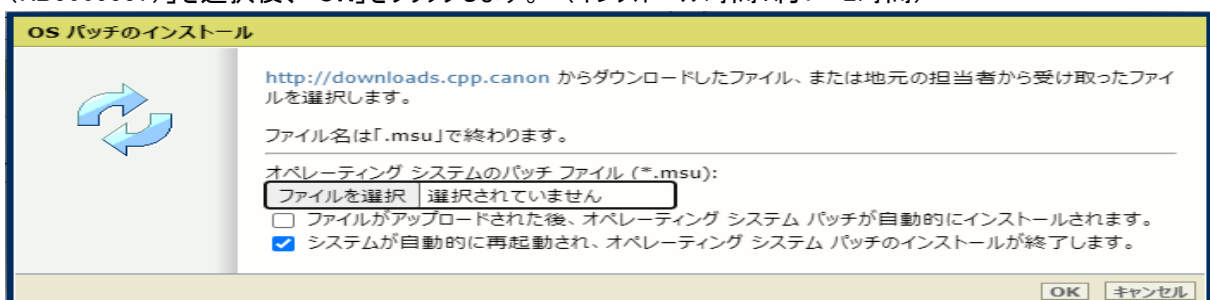 OS パッチのインストール
http://downloads.cpp.canon からダウンロードしたファイル、または地元の担当者から受け取ったファイ
ルを選択します。
ファイル名は「.msu」で終わります。
オペレーティング システムのパッチ ファイル (*.msu):
ファイルを選択 選択されていません
ファイルがアップロードされた後、オペレーティング システム パッチが自動的にインストールされます。
システムが自動的に再起動され、オペレーティング システム パッチのインストールが終了します。
OK キャンセル